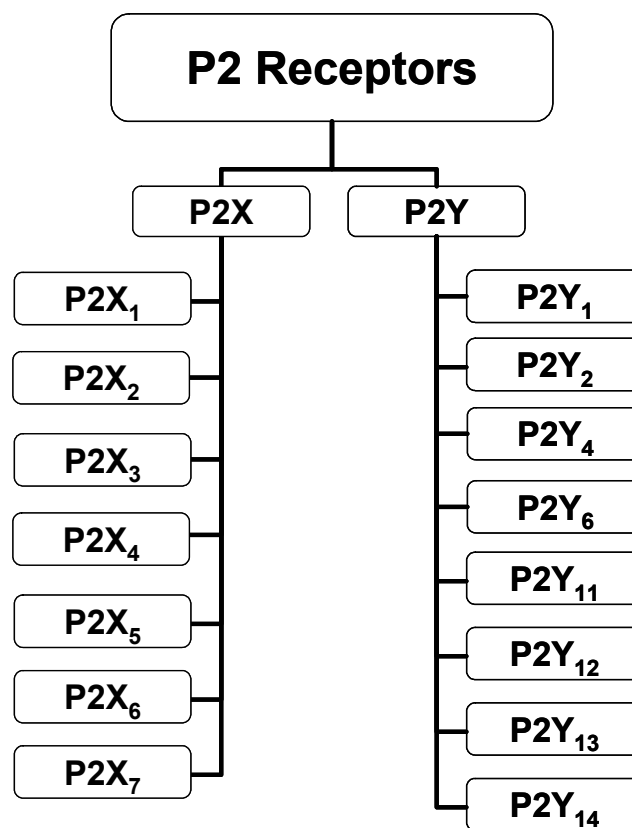 P2 Receptors
P2X
P2Y
P2X₁
P2X₂
P2X₃
P2X₄
P2X₅
P2X₆
P2X₇
P2Y₁
P2Y₂
P2Y₄
P2Y₆
P2Y₁₁
P2Y₁₂
P2Y₁₃
P2Y₁₄